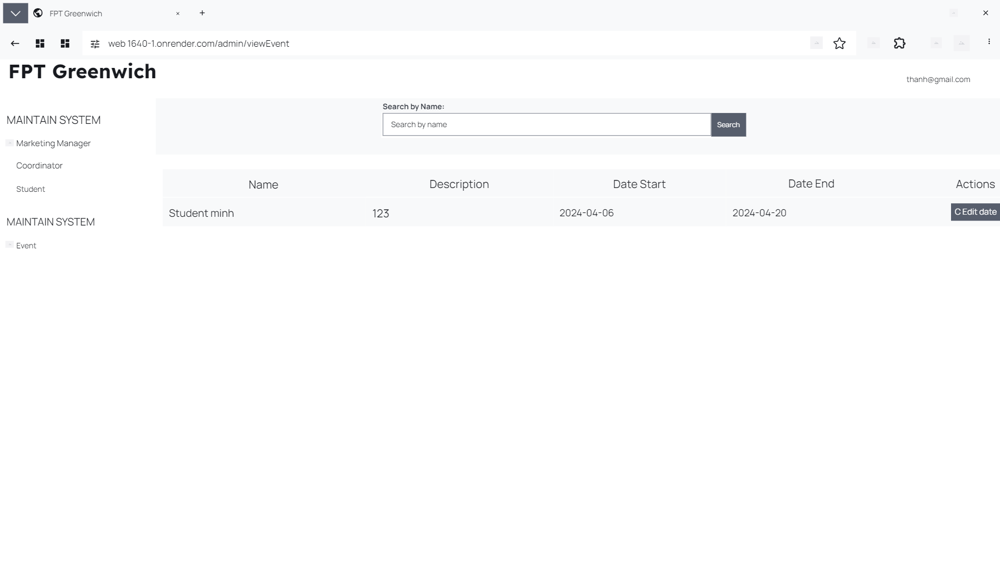 FPT Greenwich × +
web 1640-1.onrender.com/admin/viewEvent
FPT Greenwich
thanh@gmail.com
Search by Name:
Search by name
Search
MAINTAIN SYSTEM
Marketing Manager
Coordinator
Student
MAINTAIN SYSTEM
Event
Name Description Date Start Date End Actions
Student minh 123 2024-04-06 2024-04-20 C Edit date